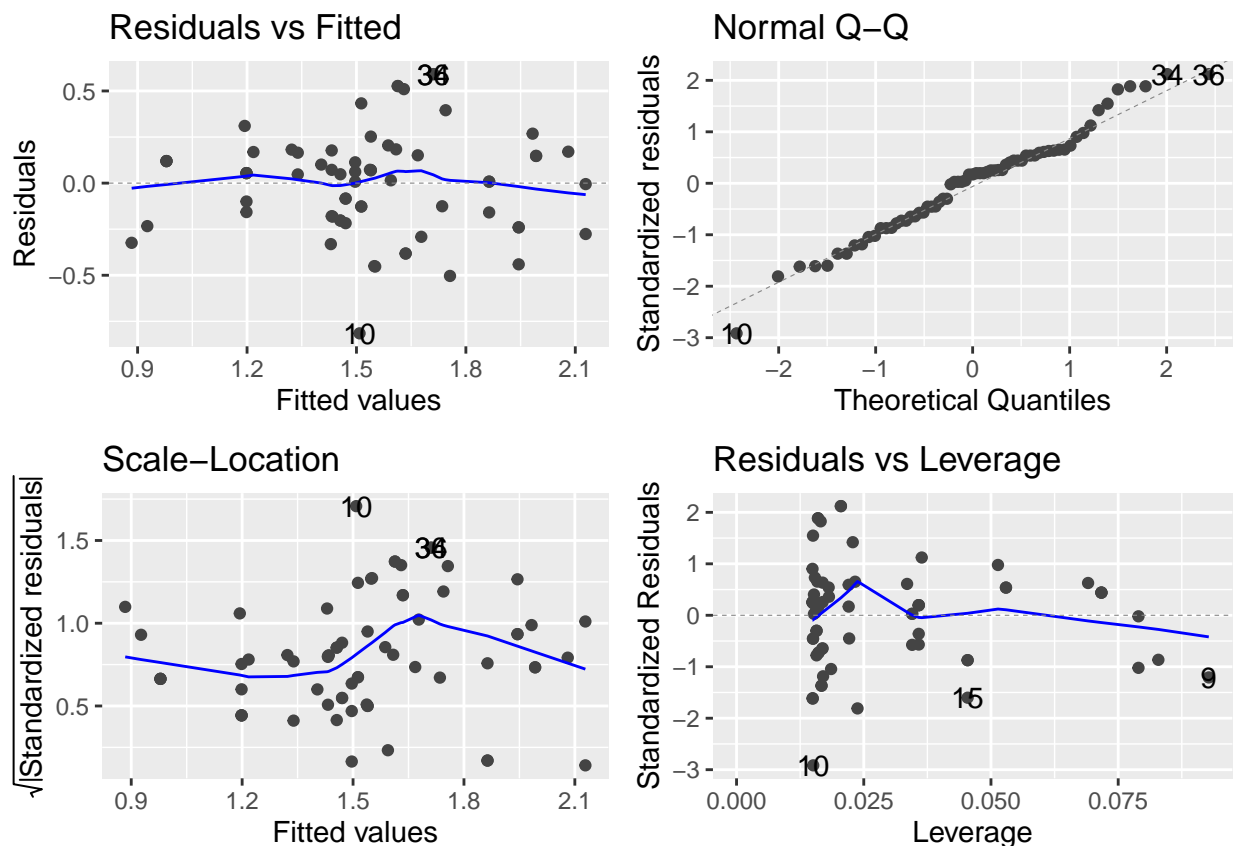 Residuals vs Fitted
Residuals
0.5
0.0
−0.5
34
36
10
0.9 1.2 1.5 1.8 2.1
Fitted values
Normal Q−Q
Standardized residuals
2
1
0
−1
−2
−3
34 36
10
−2 −1 0 1 2
Theoretical Quantiles
Scale−Location
√|Standardized residuals|
1.5
1.0
0.5
10
34
36
0.9 1.2 1.5 1.8 2.1
Fitted values
Residuals vs Leverage
Standardized Residuals
2
1
0
−1
−2
−3
9
15
10
0.000 0.025 0.050 0.075
Leverage